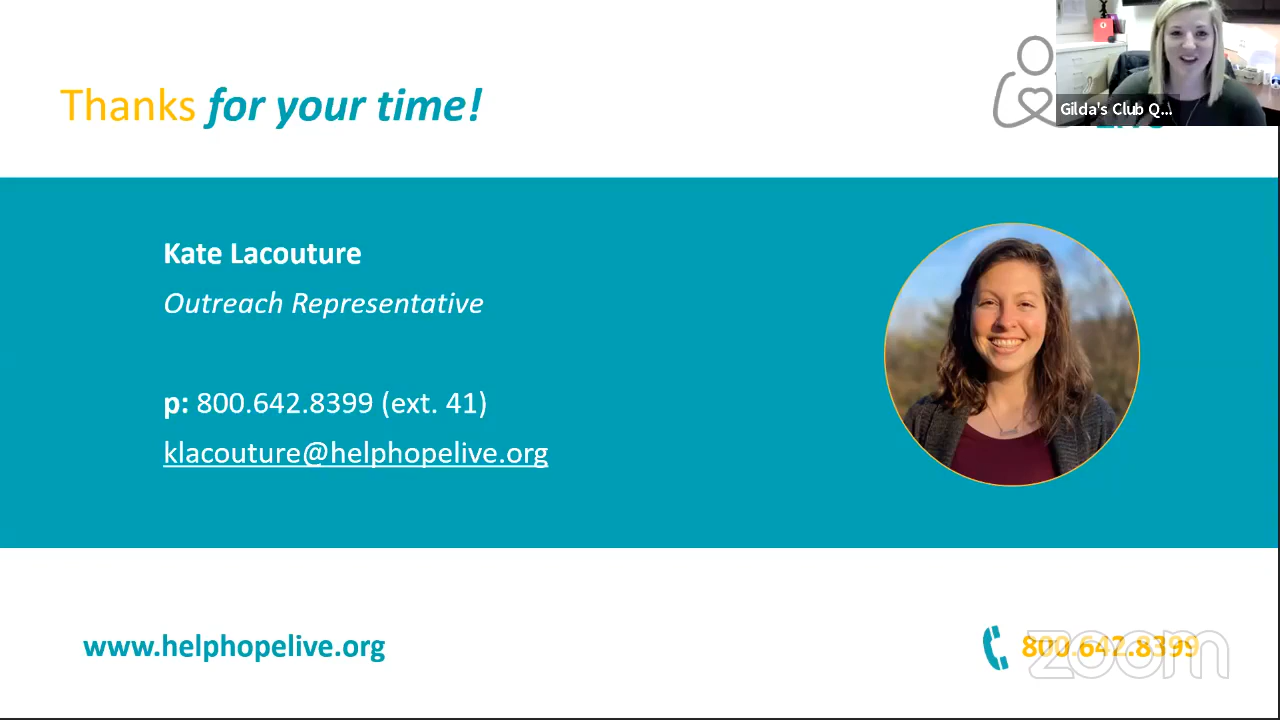 Thanks for your time!
Gilda's Club Q...
Kate Lacouture
Outreach Representative
p: 800.642.8399 (ext. 41)
klacouture@helphopelive.org
www.helphopelive.org
800.642.8399
zoom